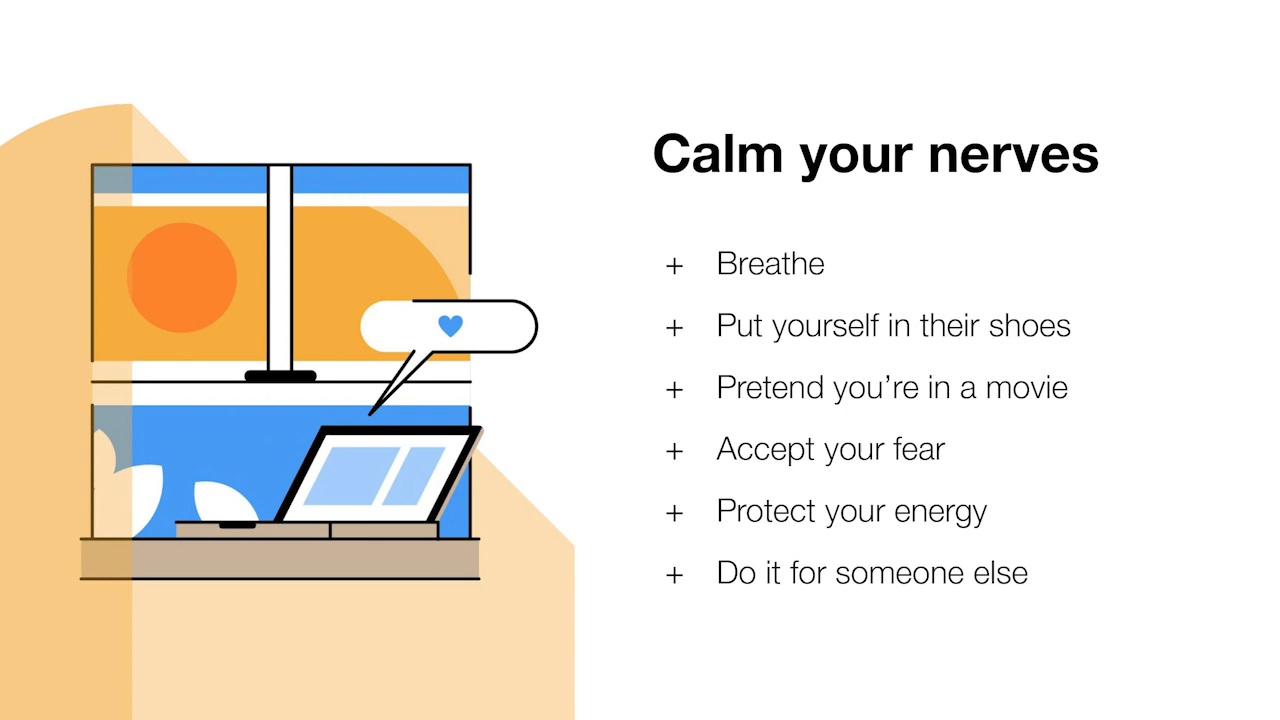 Calm your nerves
+ Breathe
+ Put yourself in their shoes
+ Pretend you’re in a movie
+ Accept your fear
+ Protect your energy
+ Do it for someone else